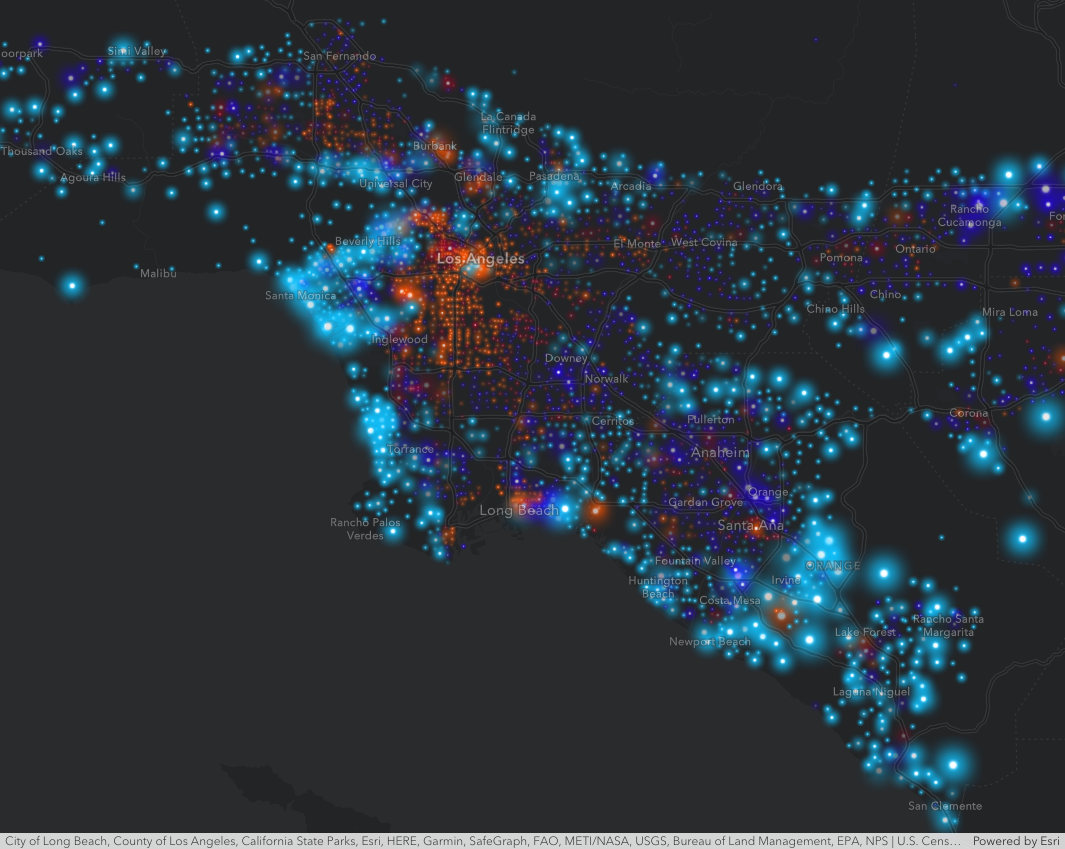 Simi Valley
oorpark
San Fernando
La Cañada
Flintridge
Burbank
Thousand Oaks
Agoura Hills
Universal City
Glendale
Pasadena
Arcadia
Glendora
Rancho
Cucamonga
Fon
Beverly Hills
Los Angeles
El Monte
West Covina
Pomona
Ontario
Malibu
Santa Monica
Chino
Chino Hills
Mira Loma
Inglewood
Downey
Norwalk
Corona
Cerritos
Fullerton
Torrance
Anaheim
Orange
Long Beach
Garden Grove
Rancho Palos
Verdes
Santa Ana
Fountain Valley
ORANGE
Huntington
Beach
Irvine
Costa Mesa
Newport Beach
Lake Forest
Rancho Santa
Margarita
Laguna Niguel
San Clemente
City of Long Beach, County of Los Angeles, California State Parks, Esri, HERE, Garmin, SafeGraph, FAO, METI/NASA, USGS, Bureau of Land Management, EPA, NPS | U.S. Cens... Powered by Esri